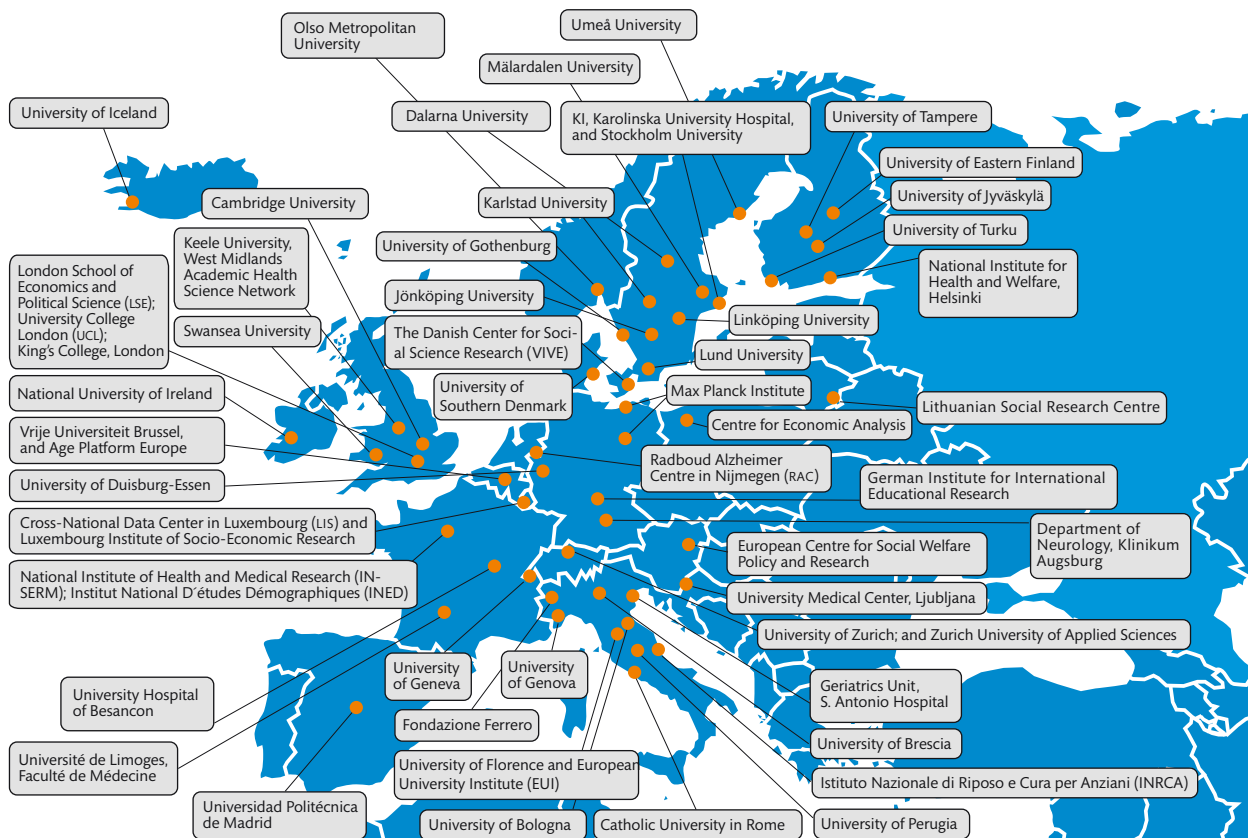 Olso Metropolitan
University
Umeå University
Mälardalen University
University of Iceland
Dalarna University
KI, Karolinska University Hospital,
and Stockholm University
University of Tampere
University of Eastern Finland
University of Jyväskylä
Cambridge University
Karlstad University
University of Turku
Keele University,
West Midlands
Academic Health
Science Network
University of Gothenburg
National Institute for
Health and Welfare,
Helsinki
London School of
Economics and
Political Science (LSE);
University College
London (UCL);
King's College, London
Jönköping University
Linköping University
Swansea University
The Danish Center for Soci-
al Science Research (VIVE)
Lund University
National University of Ireland
University of
Southern Denmark
Max Planck Institute
Lithuanian Social Research Centre
Centre for Economic Analysis
Vrije Universiteit Brussel,
and Age Platform Europe
Radboud Alzheimer
Centre in Nijmegen (RAC)
German Institute for International
Educational Research
University of Duisburg-Essen
Cross-National Data Center in Luxembourg (LIS) and
Luxembourg Institute of Socio-Economic Research
Department of
Neurology, Klinikum
Augsburg
European Centre for Social Welfare
Policy and Research
National Institute of Health and Medical Research (IN-
SERM); Institut National D´études Démographiques (INED)
University Medical Center, Ljubljana
University of Zurich; and Zurich University of Applied Sciences
University
of Geneva
University
of Genova
University Hospital
of Besancon
Geriatrics Unit,
S. Antonio Hospital
Fondazione Ferrero
University of Brescia
Université de Limoges,
Faculté de Médecine,
University of Florence and European
University Institute (EUI)
Istituto Nazionale di Riposo e Cura per Anziani (INRCA)
Universidad Politécnica
de Madrid
University of Bologna
Catholic University in Rome
University of Perugia